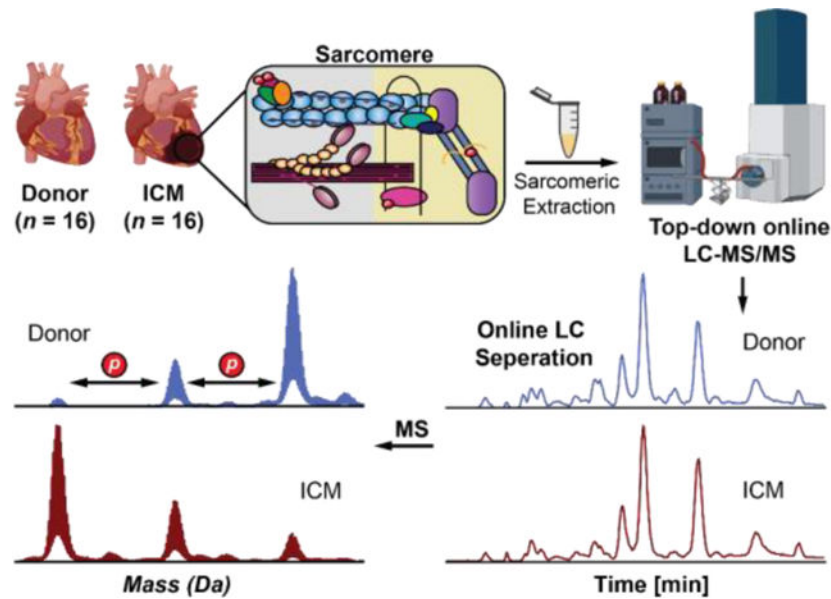 Sarcomere
Donor
(n = 16)
ICM
(n = 16)
Sarcomeric
Extraction
Top-down online
LC-MS/MS
Donor
p
p
Online LC
Seperation
Donor
MS
ICM
ICM
Mass (Da)
Time [min]